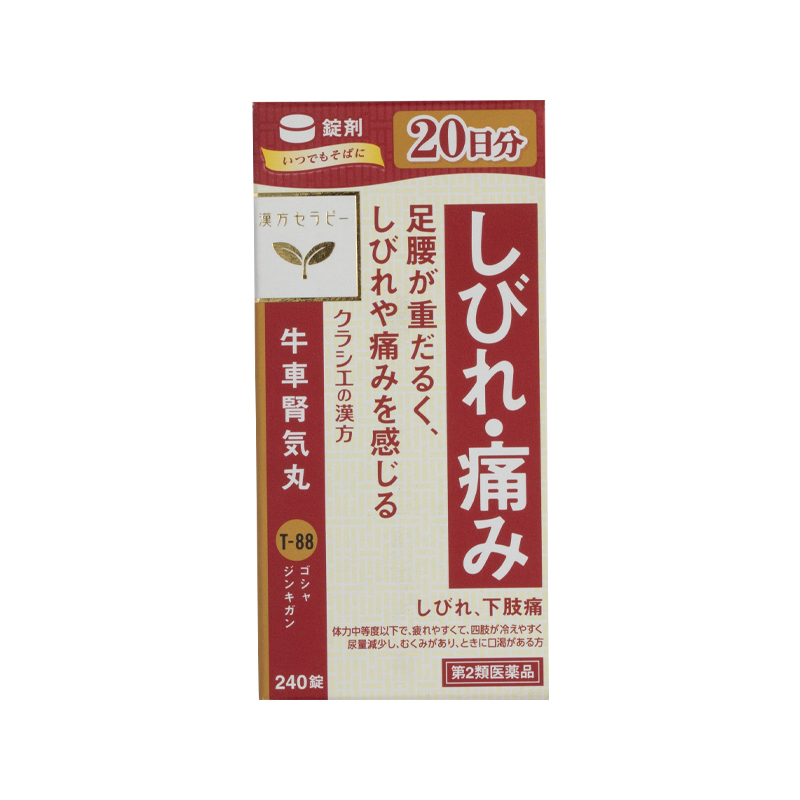 錠剤
いつでもそばに
20日分
漢方セラピー
しびれ・痛み
足腰が重だるく、
しびれや痛みを感じる
クラシエの漢方
牛車腎気丸
T-88
ゴシャ
ジンキガン
240錠
しびれ、下肢痛
体力中等度以下で、疲れやすくて、四肢が冷えやすく
尿量減少し、むくみがあり、ときに口渇がある方
第2類医薬品